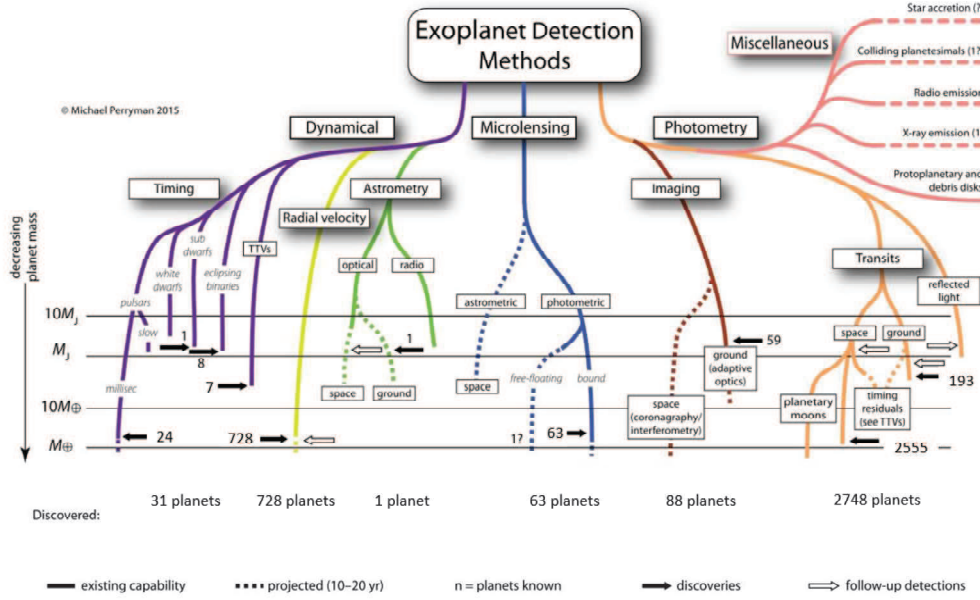 Exoplanet Detection
Methods
Miscellaneous
Star accretion (?
Colliding planetesimals (1?
Radio emission
X-ray emission (1
Protoplanetary and
debris disks
© Michael Perryman 2015
Dynamical
Microlensing
Photometry
Timing
Astrometry
Imaging
Radial velocity
TTVs
optical
radio
Transits
reflected
light
decreasing
planet mass
sub
dwarfs
white
dwarfs
eclipsing
binaries
pulsars
slow
millisec
astrometric
photometric
space
ground
10MJ
MJ
10M⊕
M⊕
1
8
7
24
728
1
space
ground
space
free-floating
bound
1?
63
59
ground
(adaptive
optics)
space
(coronagraphy/
interferometry)
planetary
moons
timing
residuals
(see TTVs)
193
2555
Discovered:
31 planets
728 planets
1 planet
63 planets
88 planets
2748 planets
existing capability
projected (10–20 yr)
n = planets known
discoveries
follow-up detections